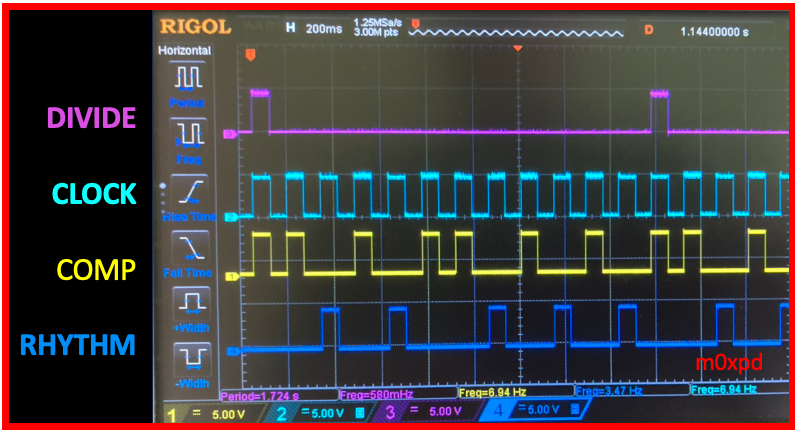 RIGOL
H 200ms 1.25MSa/s
3.00M pts
D 1.14400000 s
Horizontal
Period
Freq
Rise Time
Fall Time
+Width
-Width
DIVIDE
CLOCK
COMP
RHYTHM
m0xpd
Period=1.724 s Freq=580mHz Freq=6.94 Hz Freq=3.47 Hz Freq=6.94 Hz
1 = 5.00 V 2 =5.00 V 3 = 5.00 V 4 =5.00 V